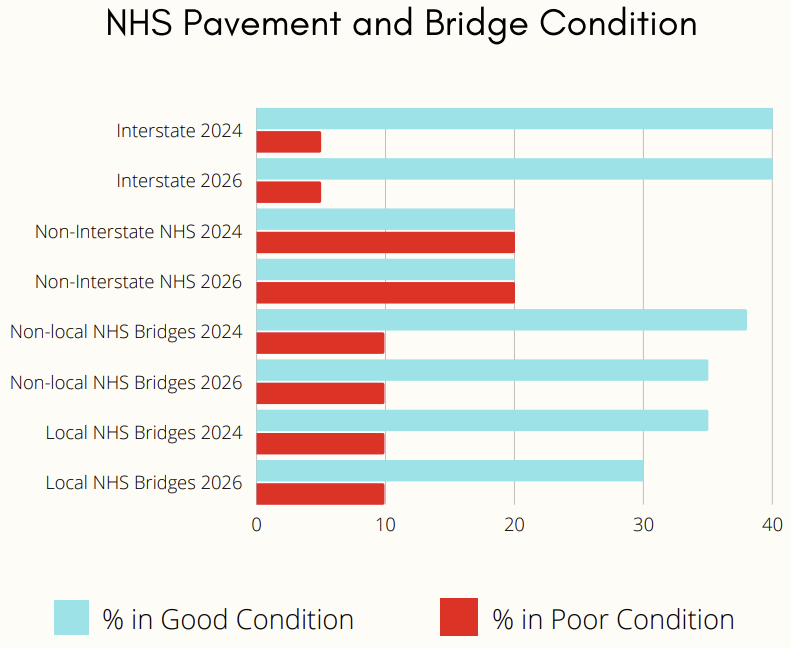 NHS Pavement and Bridge Condition
Interstate 2024
Interstate 2026
Non-Interstate NHS 2024
Non-Interstate NHS 2026
Non-local NHS Bridges 2024
Non-local NHS Bridges 2026
Local NHS Bridges 2024
Local NHS Bridges 2026
0 10 20 30 40
% in Good Condition % in Poor Condition